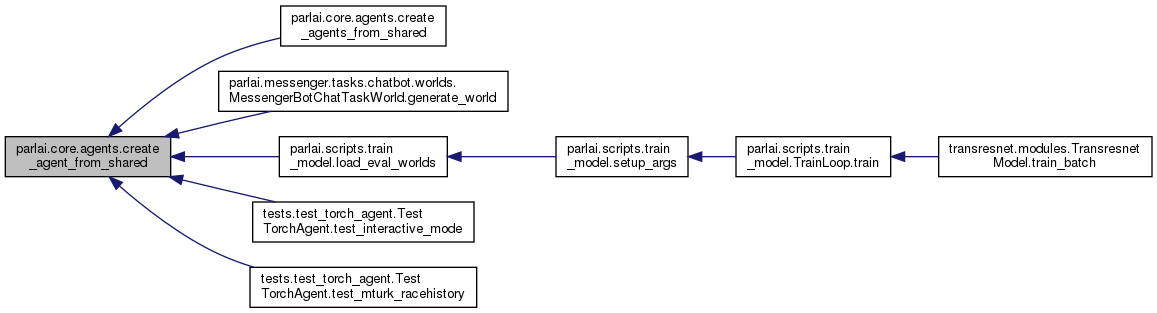 parlai.core.agents.create
_agents_from_shared
parlai.messenger.tasks.chatbot.worlds.
MessengerBotChatTaskWorld.generate_world
parlai.core.agents.create
_agent_from_shared
parlai.scripts.train
_model.load_eval_worlds
parlai.scripts.train
_model.setup_args
parlai.scripts.train
_model.TrainLoop.train
transresnet.modules.Transresnet
Model.train_batch
tests.test_torch_agent.Test
TorchAgent.test_interactive_mode
tests.test_torch_agent.Test
TorchAgent.test_mturk_racehistory